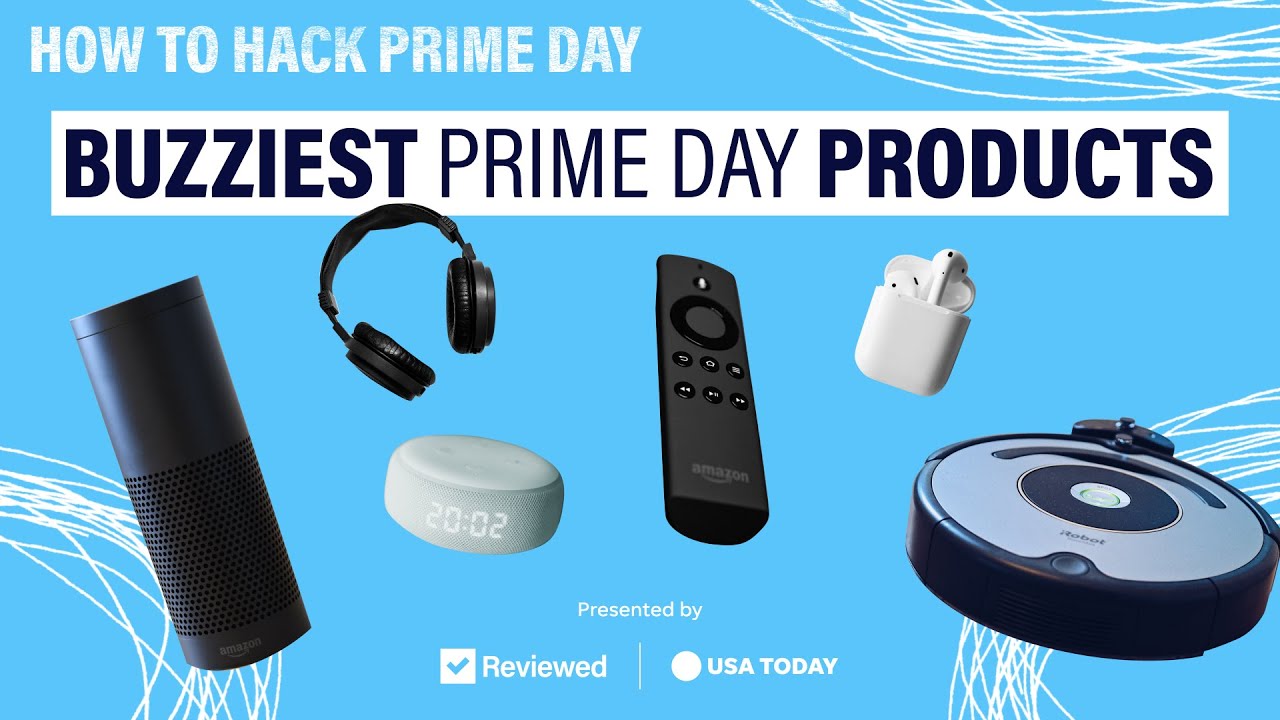 HOW TO HACK PRIME DAY
BUZZIEST PRIME DAY PRODUCTS
amazon
20:02
amazon
iRobot
Presented by
Reviewed
USA TODAY